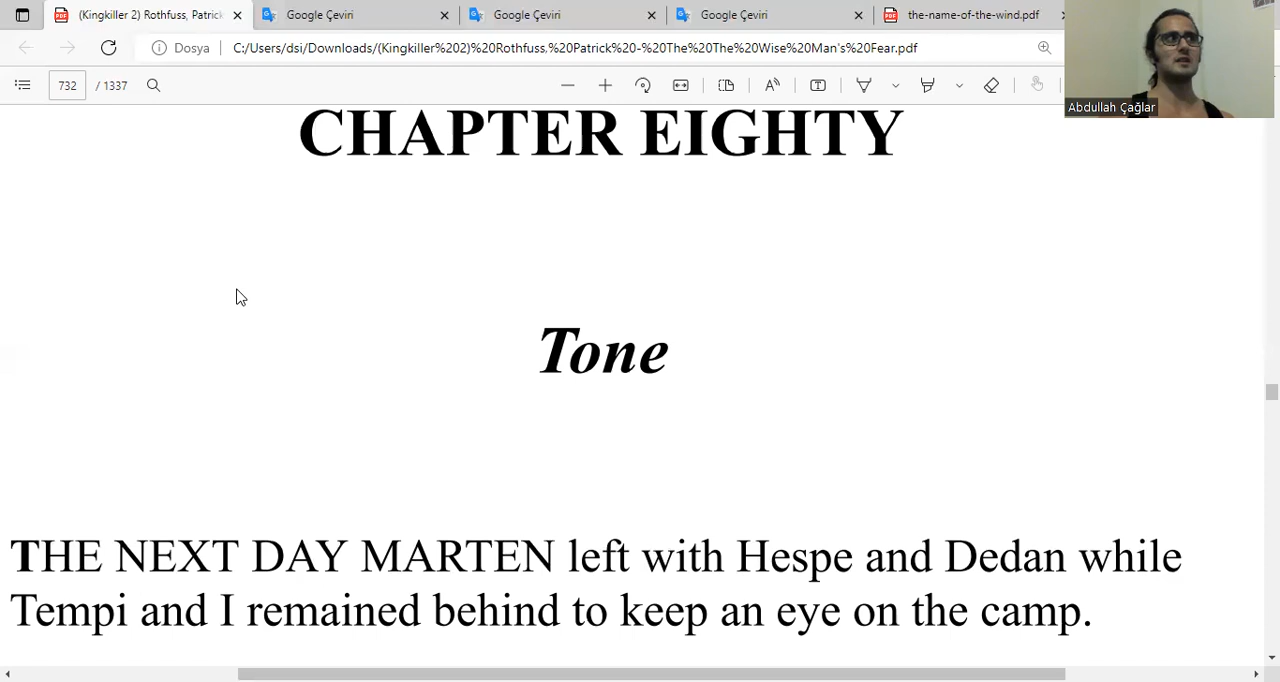 (Kingkiller 2) Rothfuss, Patrick
Google Çeviri
Google Çeviri
Google Çeviri
the-name-of-the-wind.pdf
Dosya
C:/Users/dsi/Downloads/(Kingkiller%202)%20Rothfuss,%20Patrick%20-%20The%20The%20Wise%20Man's%20Fear.pdf
732 / 1337
Abdullah Çağlar
CHAPTER EIGHTY
Tone
THE NEXT DAY MARTEN left with Hespe and Dedan while
Tempi and I remained behind to keep an eye on the camp.